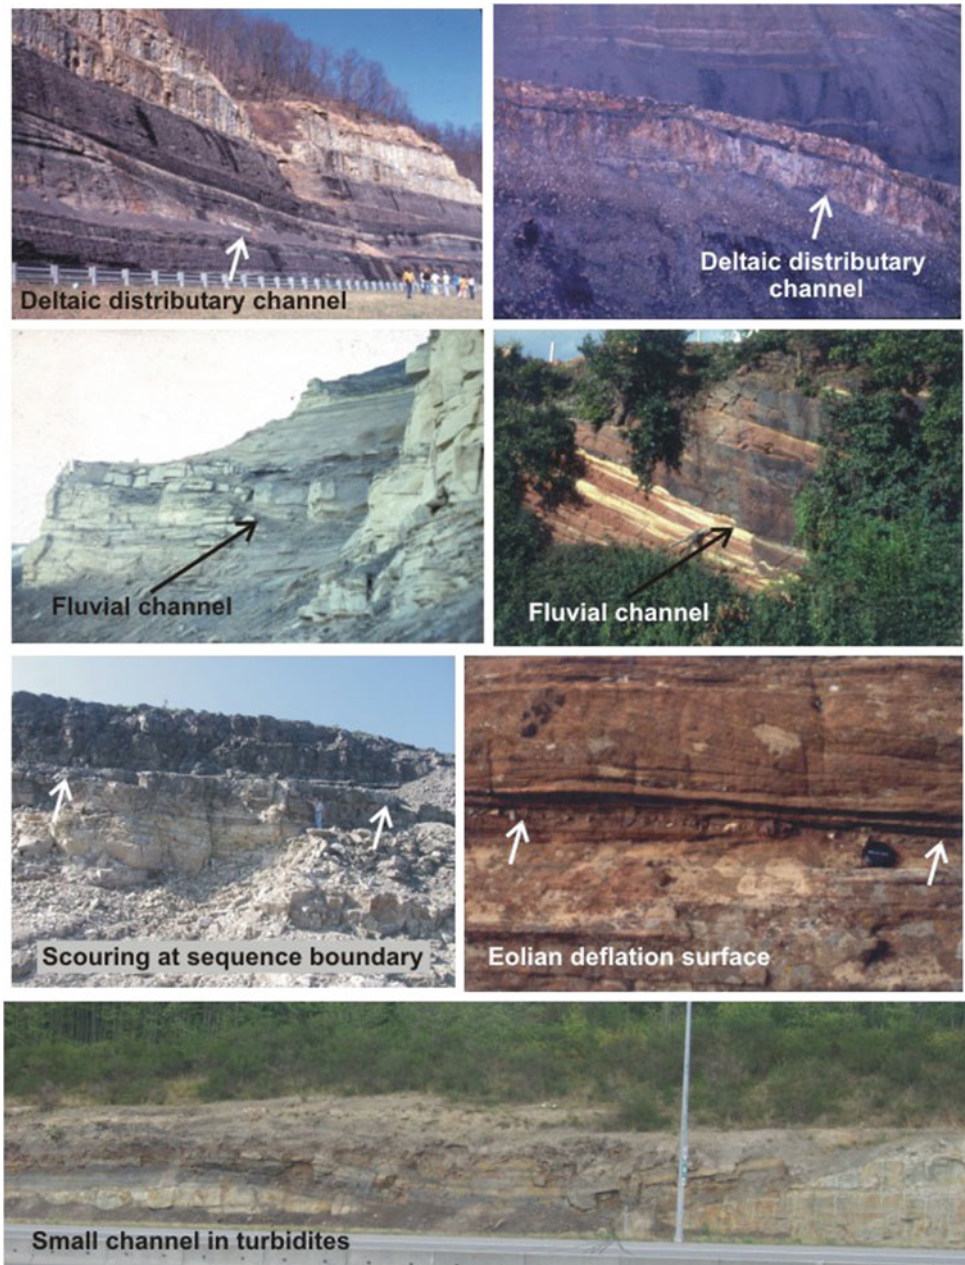 Deltaic distributary channel
Deltaic distributary
channel
Fluvial channel
Fluvial channel
Scouring at sequence boundary
Eolian deflation surface
Small channel in turbidites